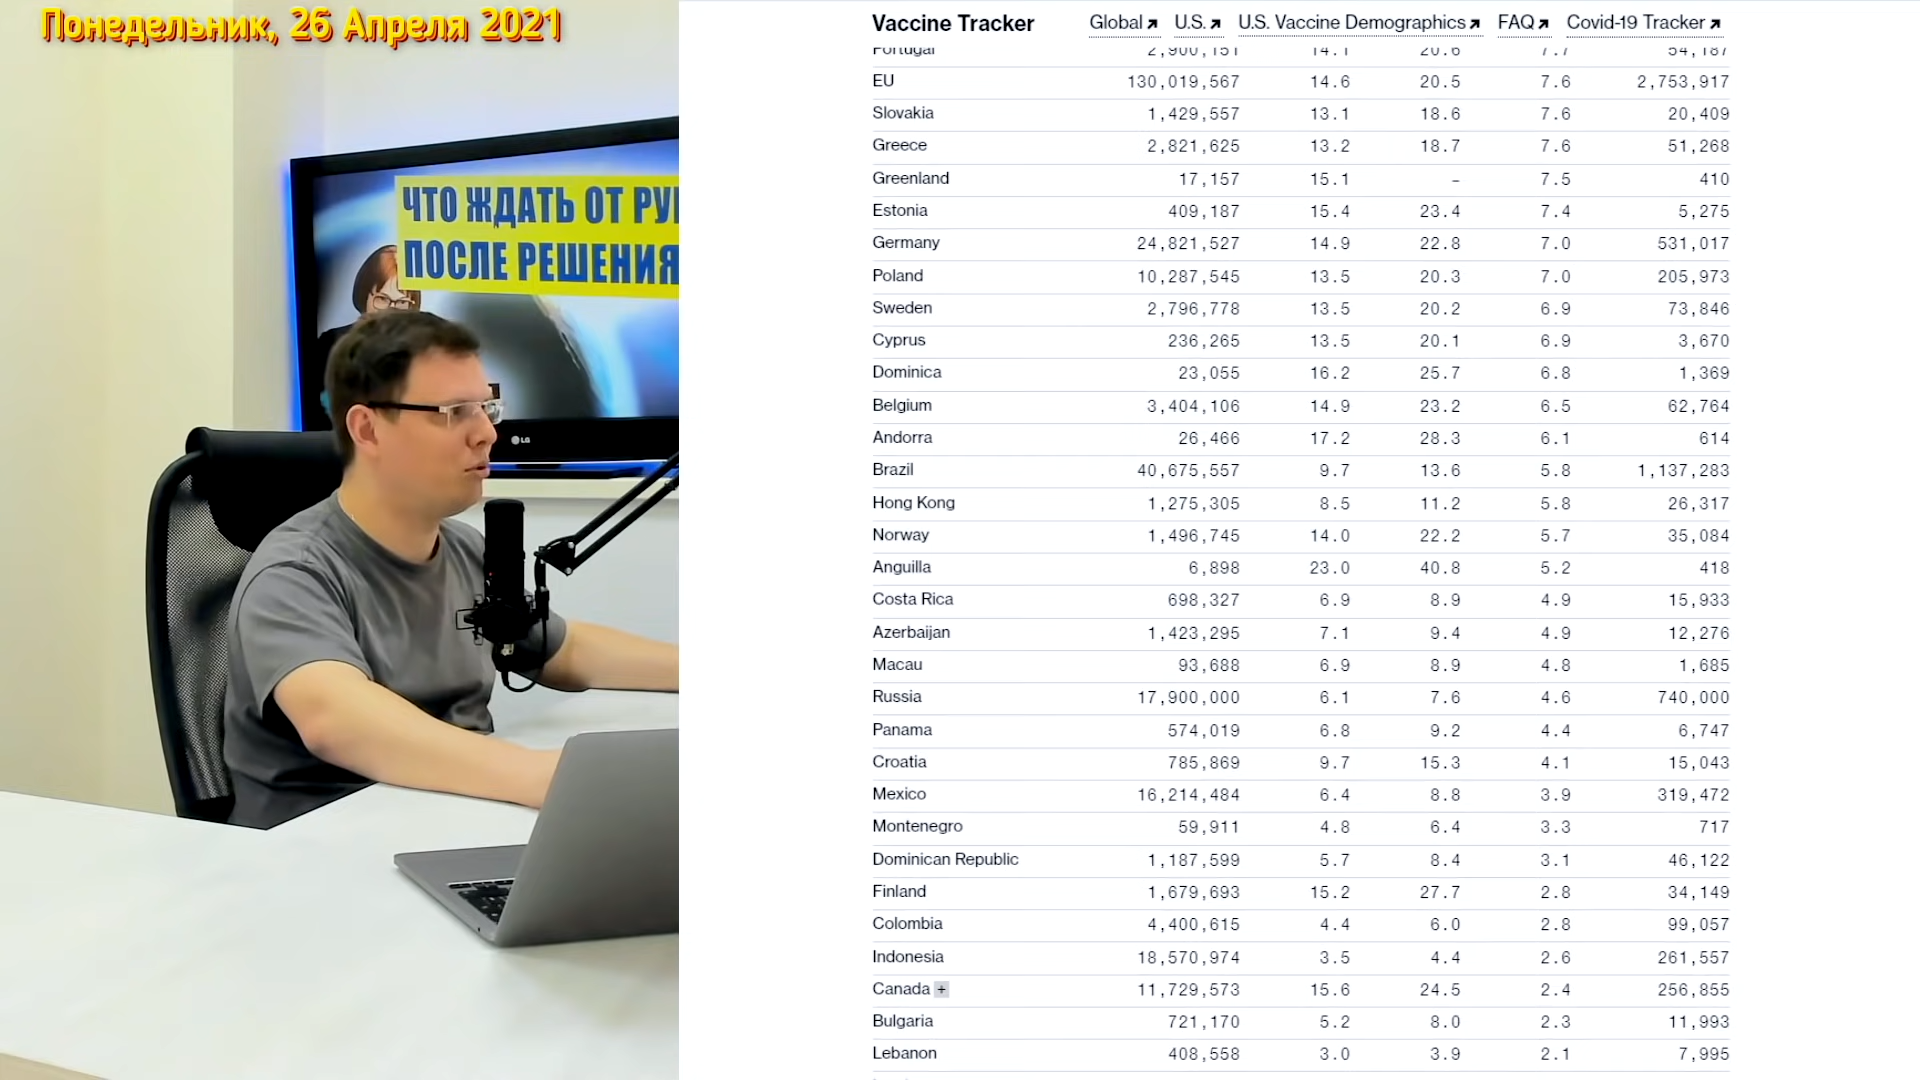 Понедельник, 26 Апреля 2021
ЧТО ЖДАТЬ ОТ
ПОСЛЕ РЕШЕНИЯ
LG
Vaccine Tracker Global U.S. U.S. Vaccine Demographics FAQ Covid-19 Tracker
Portugal 2,900,151 14.1 20.6 7.7 54,187
EU 130,019,567 14.6 20.5 7.6 2,753,917
Slovakia 1,429,557 13.1 18.6 7.6 20,409
Greece 2,821,625 13.2 18.7 7.6 51,268
Greenland 17,157 15.1 – 7.5 410
Estonia 409,187 15.4 23.4 7.4 5,275
Germany 24,821,527 14.9 22.8 7.0 531,017
Poland 10,287,545 13.5 20.3 7.0 205,973
Sweden 2,796,778 13.5 20.2 6.9 73,846
Cyprus 236,265 13.5 20.1 6.9 3,670
Dominica 23,055 16.2 25.7 6.8 1,369
Belgium 3,404,106 14.9 23.2 6.5 62,764
Andorra 26,466 17.2 28.3 6.1 614
Brazil 40,675,557 9.7 13.6 5.8 1,137,283
Hong Kong 1,275,305 8.5 11.2 5.8 26,317
Norway 1,496,745 14.0 22.2 5.7 35,084
Anguilla 6,898 23.0 40.8 5.2 418
Costa Rica 698,327 6.9 8.9 4.9 15,933
Azerbaijan 1,423,295 7.1 9.4 4.9 12,276
Macau 93,688 6.9 8.9 4.8 1,685
Russia 17,900,000 6.1 7.6 4.6 740,000
Panama 574,019 6.8 9.2 4.4 6,747
Croatia 785,869 9.7 15.3 4.1 15,043
Mexico 16,214,484 6.4 8.8 3.9 319,472
Montenegro 59,911 4.8 6.4 3.3 717
Dominican Republic 1,187,599 5.7 8.4 3.1 46,122
Finland 1,679,693 15.2 27.7 2.8 34,149
Colombia 4,400,615 4.4 6.0 2.8 99,057
Indonesia 18,570,974 3.5 4.4 2.6 261,557
Canada + 11,729,573 15.6 24.5 2.4 256,855
Bulgaria 721,170 5.2 8.0 2.3 11,993
Lebanon 408,558 3.0 3.9 2.1 7,995